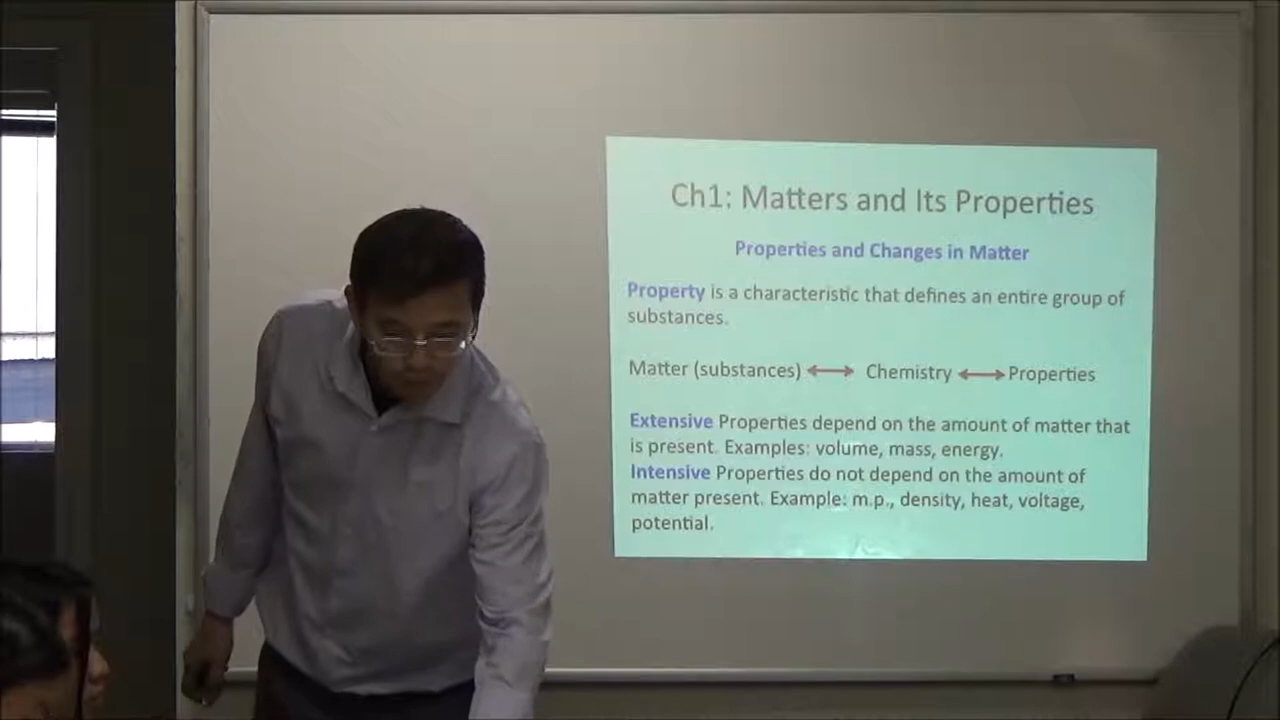 Ch1: Matters and Its Properties
Properties and Changes in Matter
Property is a characteristic that defines an entire group of
substances.
Matter (substances) ⟷ Chemistry ⟷ Properties
Extensive Properties depend on the amount of matter that
is present. Examples: volume, mass, energy.
Intensive Properties do not depend on the amount of
matter present. Example: m.p., density, heat, voltage,
potential.